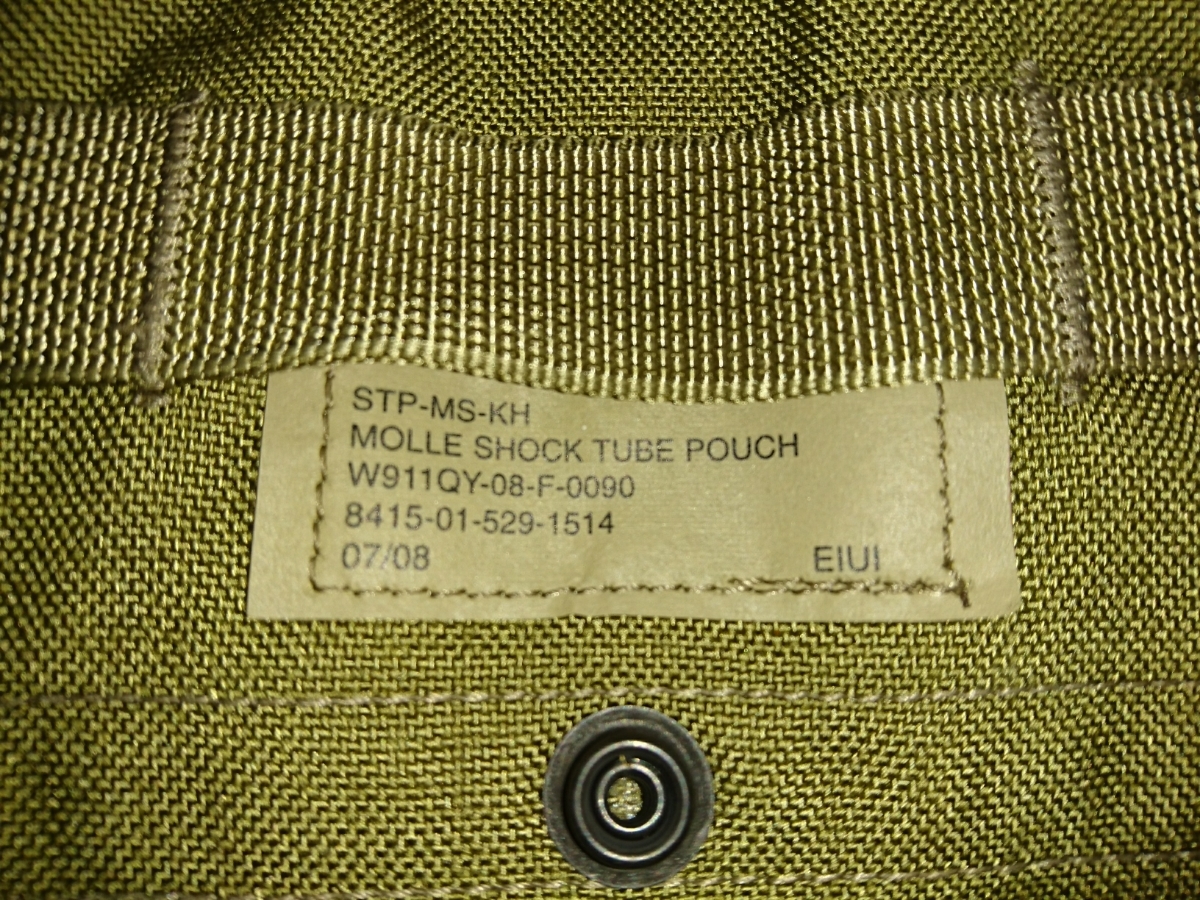 STP-MS-KH
MOLLE SHOCK TUBE POUCH
W911QY-08-F-0090
8415-01-529-1514
07/08 EIUI